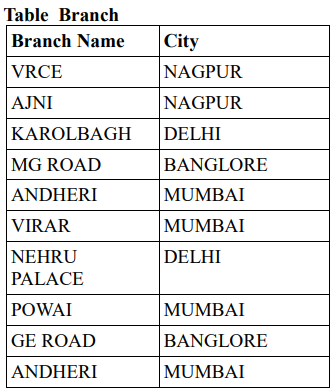 Table Branch
Branch Name City
VRCE NAGPUR
AJNI NAGPUR
KAROLBAGH DELHI
MG ROAD BANGLORE
ANDHERI MUMBAI
VIRAR MUMBAI
NEHRU DELHI
PALACE
POWAI MUMBAI
GE ROAD BANGLORE
ANDHERI MUMBAI